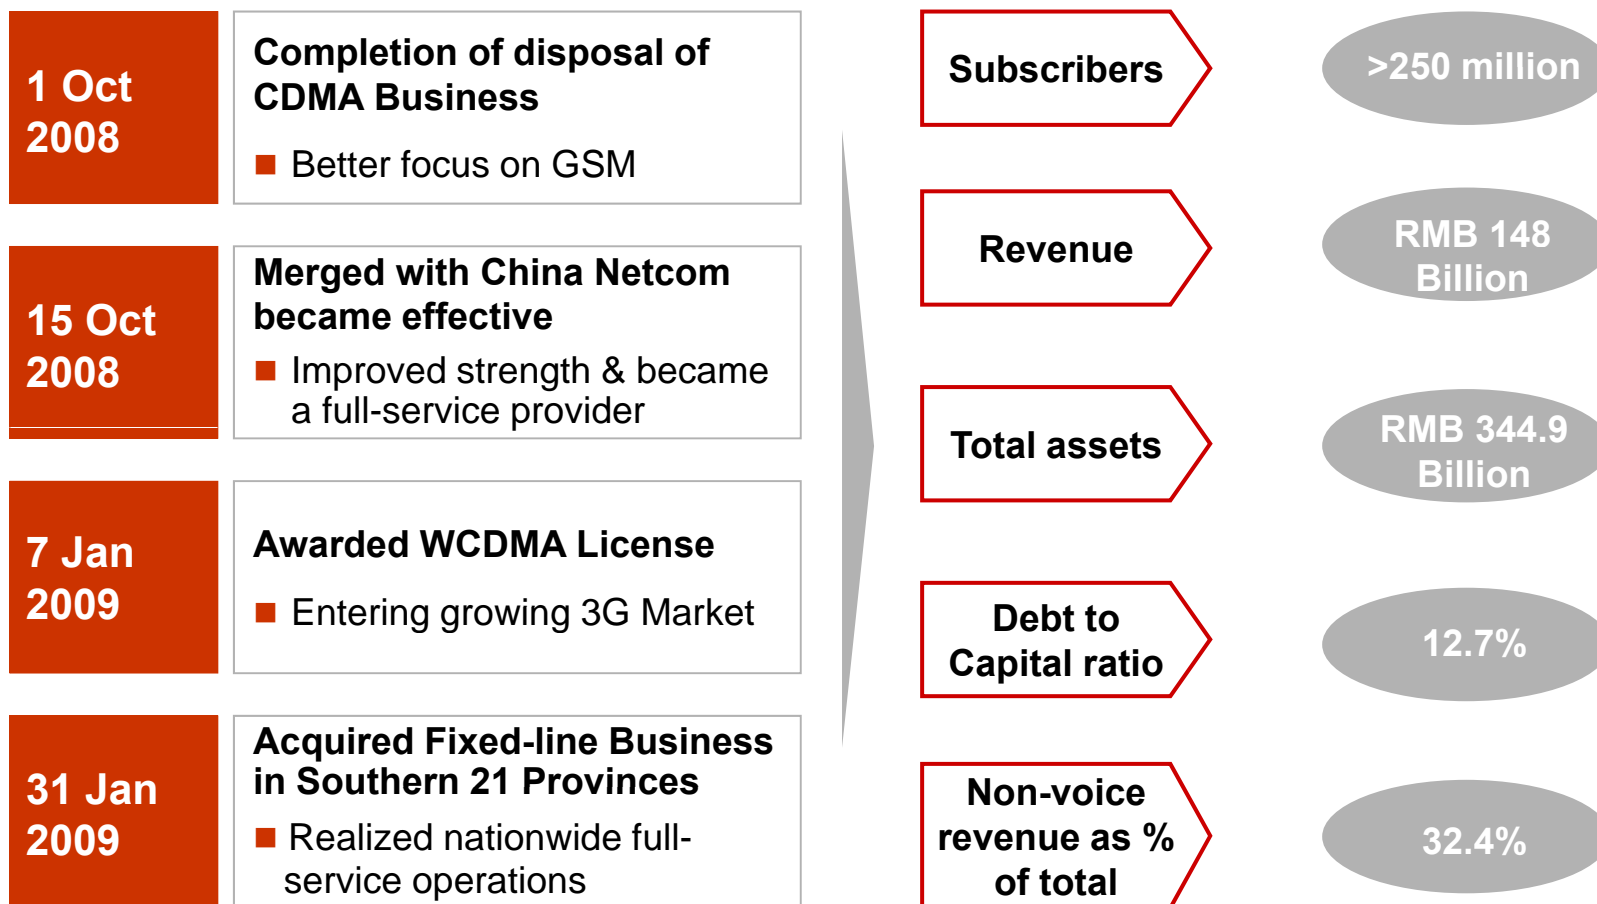 1 Oct
2008
Completion of disposal of
CDMA Business
■ Better focus on GSM
15 Oct
2008
Merged with China Netcom
became effective
■ Improved strength & became
a full-service provider
7 Jan
2009
Awarded WCDMA License
■ Entering growing 3G Market
31 Jan
2009
Acquired Fixed-line Business
in Southern 21 Provinces
■ Realized nationwide full-
service operations
Subscribers
>250 million
Revenue
RMB 148
Billion
Total assets
RMB 344.9
Billion
Debt to
Capital ratio
12.7%
Non-voice
revenue as %
of total
32.4%